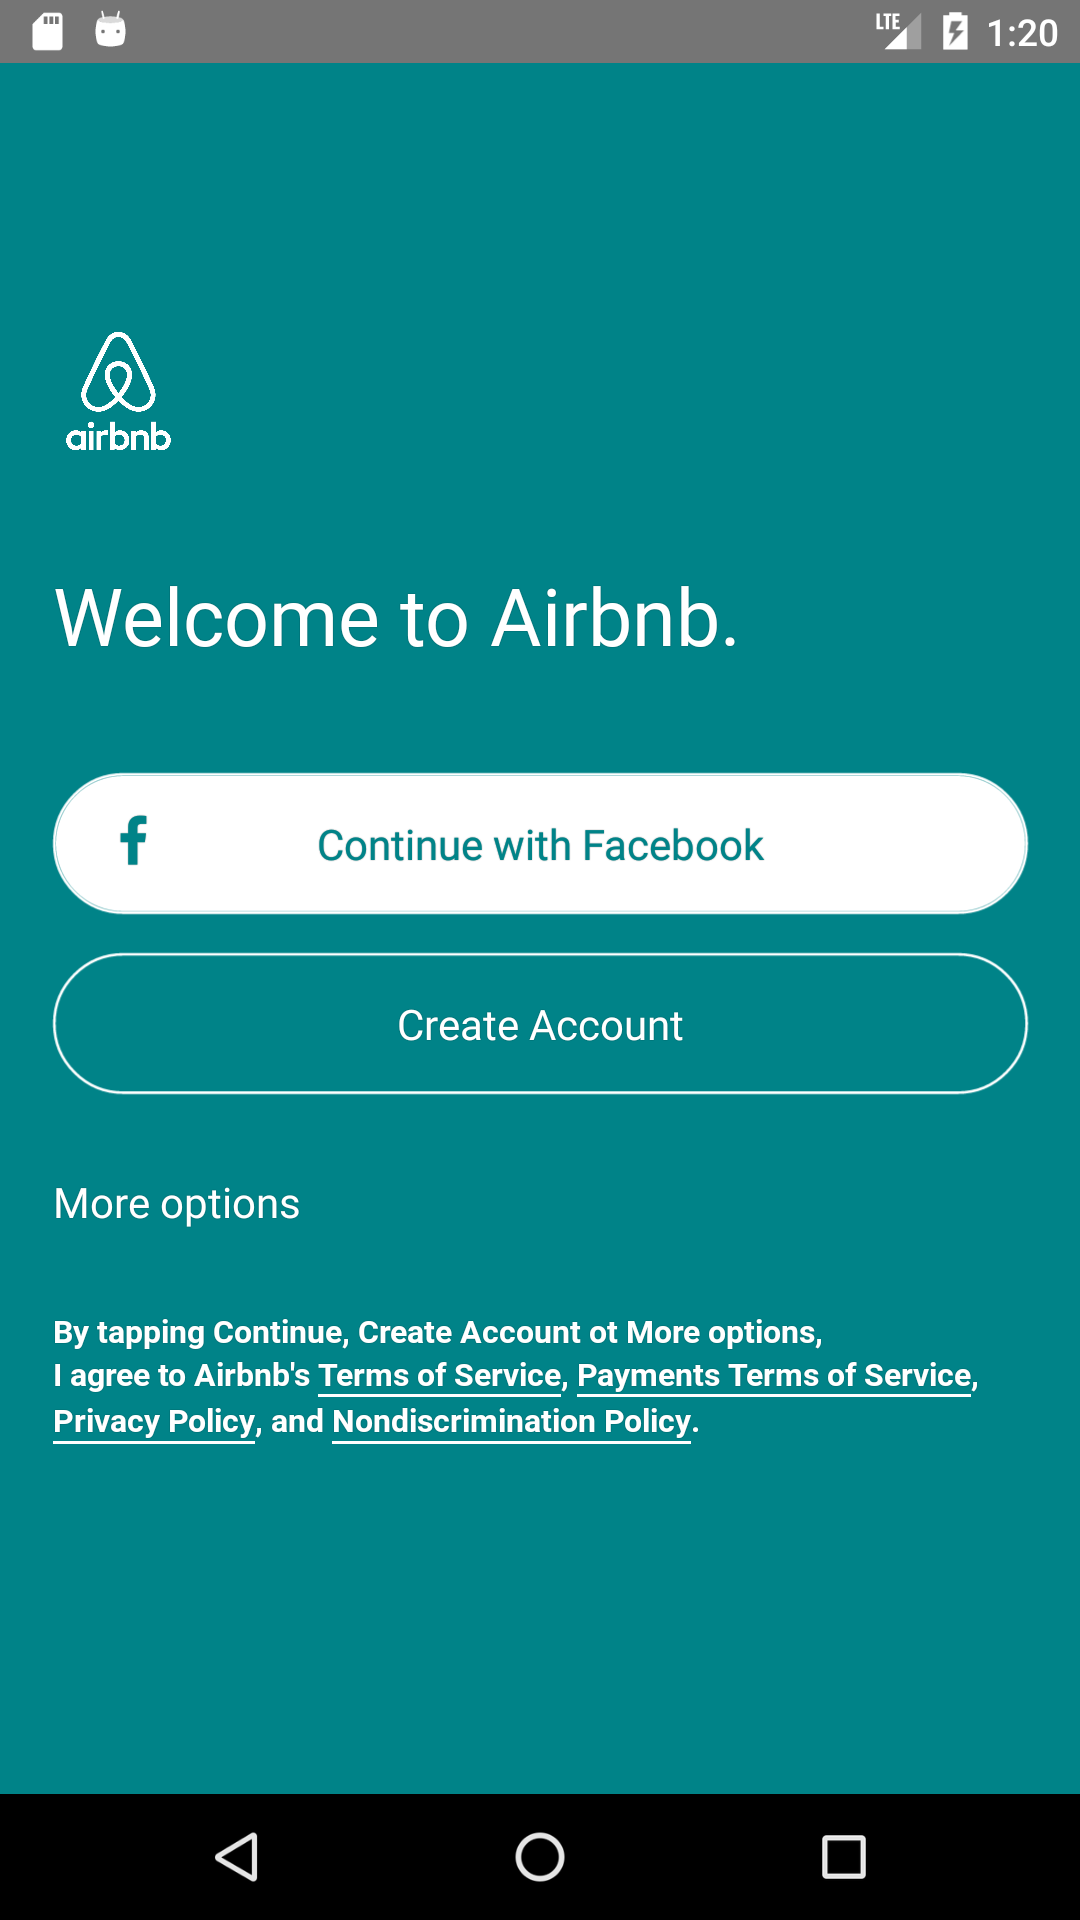 LTE 1:20
airbnb
Welcome to Airbnb.
Continue with Facebook
Create Account
More options
By tapping Continue, Create Account ot More options,
I agree to Airbnb's Terms of Service, Payments Terms of Service,
Privacy Policy, and Nondiscrimination Policy.